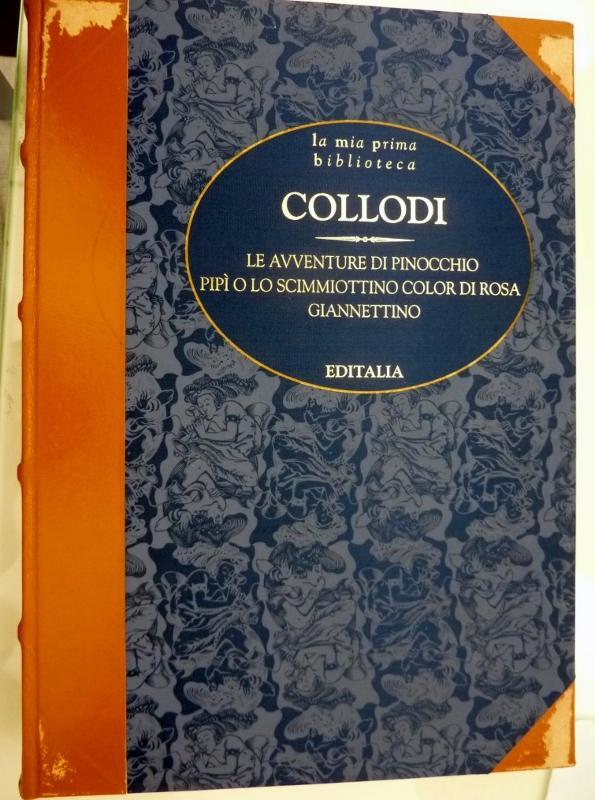 la mia prima
biblioteca
COLLODI
LE AVVENTURE DI PINOCCHIO
PIPÌ O LO SCIMMIOTTINO COLOR DI ROSA
GIANNETTINO
EDITALIA